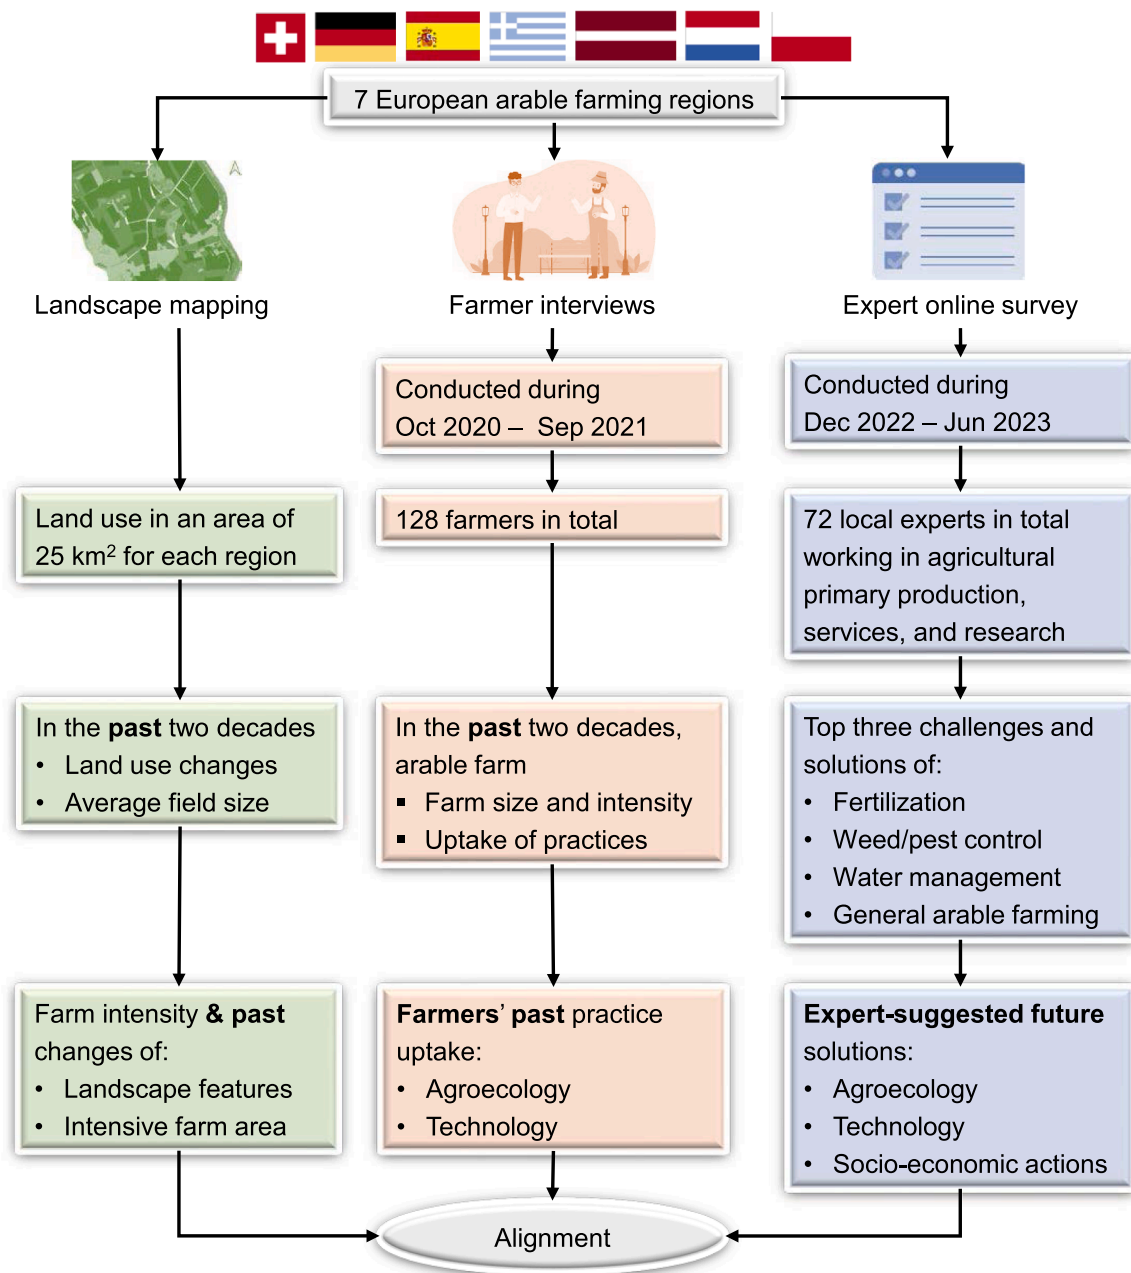 7 European arable farming regions
Landscape mapping
Land use in an area of
25 km² for each region
In the past two decades
• Land use changes
• Average field size
Farm intensity & past
changes of:
• Landscape features
• Intensive farm area
Farmer interviews
Conducted during
Oct 2020 – Sep 2021
128 farmers in total
In the past two decades,
arable farm
▪ Farm size and intensity
▪ Uptake of practices
Farmers’ past practice
uptake:
• Agroecology
• Technology
Expert online survey
Conducted during
Dec 2022 – Jun 2023
72 local experts in total
working in agricultural
primary production,
services, and research
Top three challenges and
solutions of:
• Fertilization
• Weed/pest control
• Water management
• General arable farming
Expert-suggested future
solutions:
• Agroecology
• Technology
• Socio-economic actions
Alignment